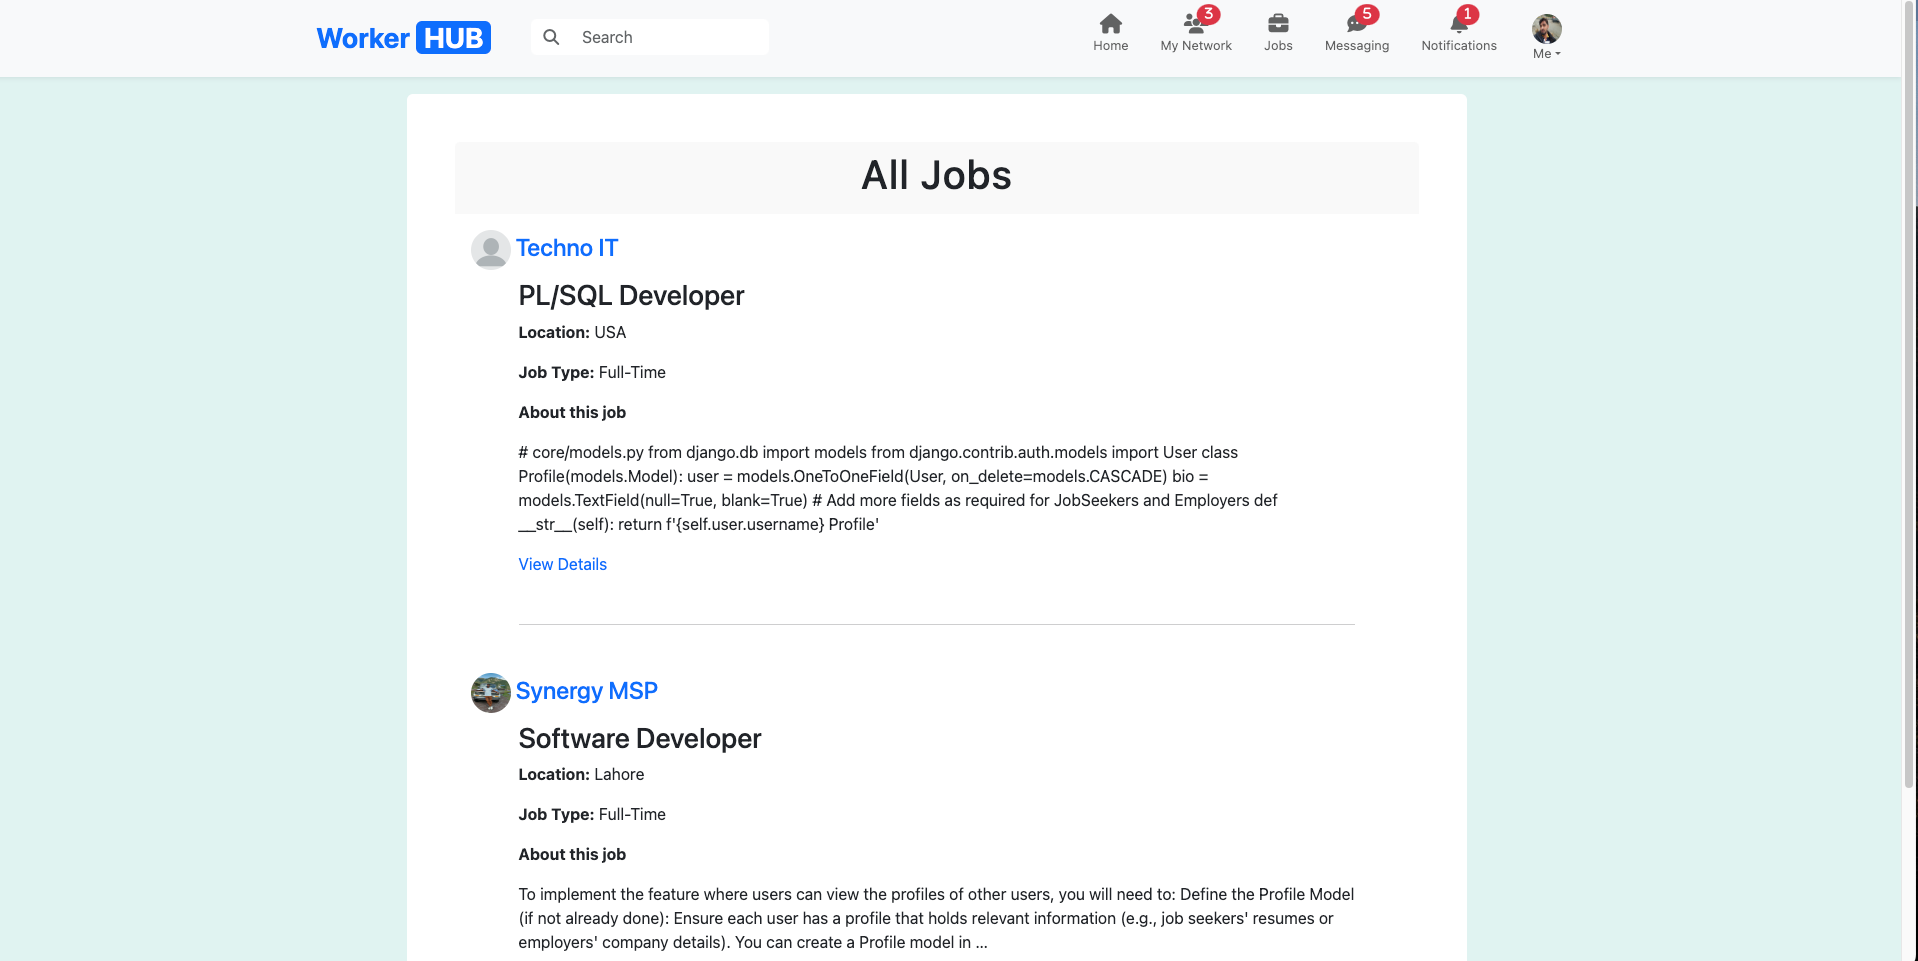 Worker HUB
Search
Home
3
My Network
Jobs
5
Messaging
1
Notifications
Me
All Jobs
Techno IT
PL/SQL Developer
Location: USA
Job Type: Full-Time
About this job
# core/models.py from django.db import models from django.contrib.auth.models import User class
Profile(models.Model): user = models.OneToOneField(User, on_delete=models.CASCADE) bio =
models.TextField(null=True, blank=True) # Add more fields as required for JobSeekers and Employers def
__str__(self): return f'{self.user.username} Profile'
View Details
Synergy MSP
Software Developer
Location: Lahore
Job Type: Full-Time
About this job
To implement the feature where users can view the profiles of other users, you will need to: Define the Profile Model
(if not already done): Ensure each user has a profile that holds relevant information (e.g., job seekers' resumes or
employers' company details). You can create a Profile model in ...